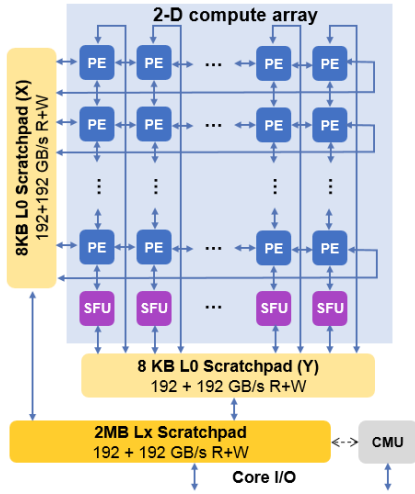 2-D compute array
PE PE ... PE PE
PE PE ... PE PE
8KB L0 Scratchpad (X)
192+192 GB/s R+W
PE PE ... PE PE
SFU SFU ... SFU SFU
8 KB L0 Scratchpad (Y)
192 + 192 GB/s R+W
2MB Lx Scratchpad
192 + 192 GB/s R+W
CMU
Core I/O